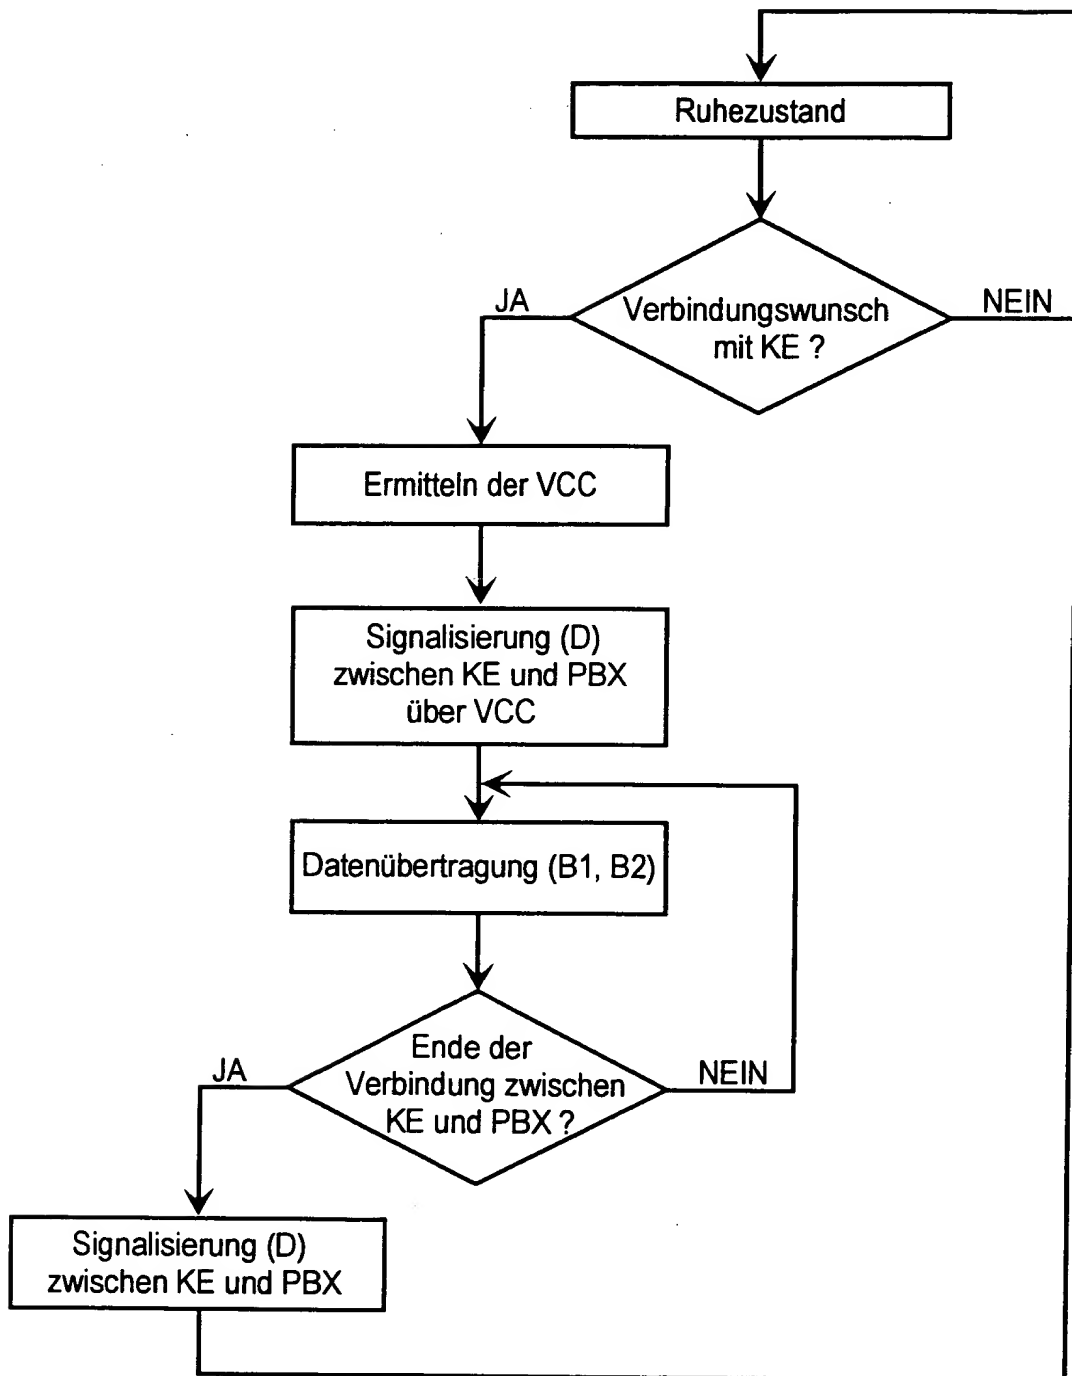 Ruhezustand
Verbindungswunsch
mit KE ?
JA
NEIN
Ermitteln der VCC
Signalisierung (D)
zwischen KE und PBX
über VCC
Datenübertragung (B1, B2)
Ende der
Verbindung zwischen
KE und PBX ?
JA
NEIN
Signalisierung (D)
zwischen KE und PBX